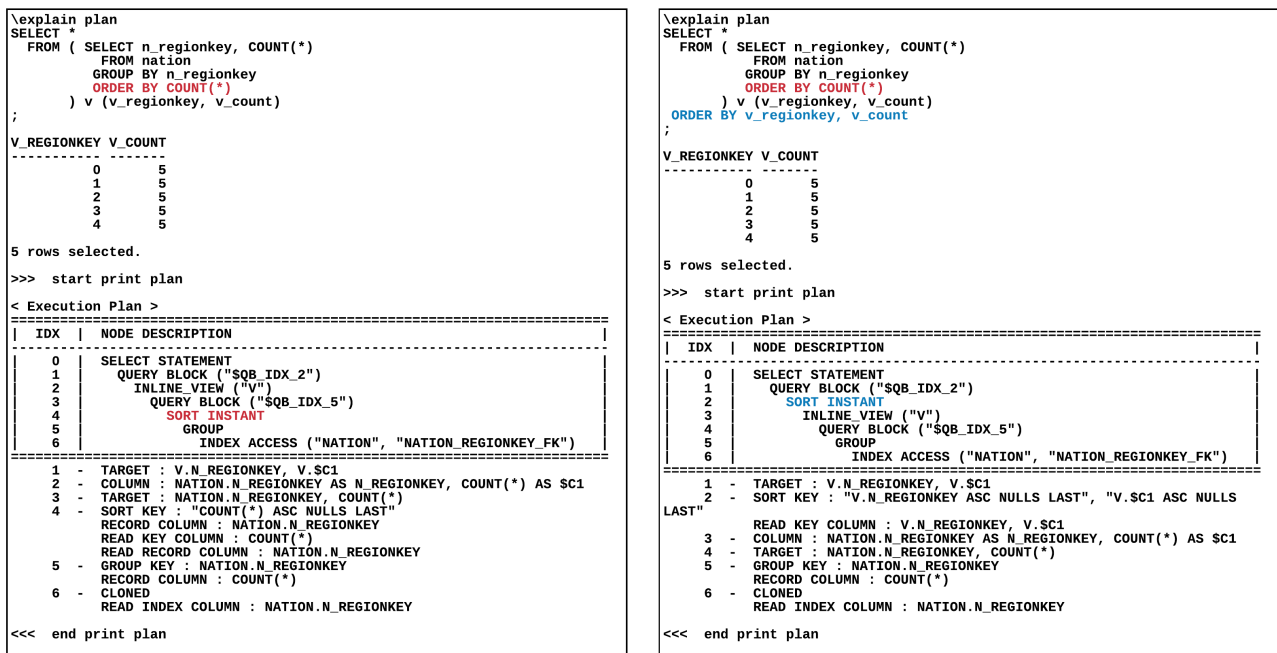 \explain plan
SELECT *
  FROM ( SELECT n_regionkey, COUNT(*)
           FROM nation
          GROUP BY n_regionkey
          ORDER BY COUNT(*)
       ) v (v_regionkey, v_count)
;
V_REGIONKEY V_COUNT
----------- -------
          0       5
          1       5
          2       5
          3       5
          4       5
5 rows selected.
>>>  start print plan
< Execution Plan >
=========================================================================
|  IDX  |  NODE DESCRIPTION                                             |
-------------------------------------------------------------------------
|    0  |  SELECT STATEMENT                                             |
|    1  |    QUERY BLOCK ("$QB_IDX_2")                                  |
|    2  |      INLINE_VIEW ("V")                                        |
|    3  |        QUERY BLOCK ("$QB_IDX_5")                              |
|    4  |          SORT INSTANT                                         |
|    5  |            GROUP                                              |
|    6  |              INDEX ACCESS ("NATION", "NATION_REGIONKEY_FK")   |
=========================================================================
     1  -  TARGET : V.N_REGIONKEY, V.$C1
     2  -  COLUMN : NATION.N_REGIONKEY AS N_REGIONKEY, COUNT(*) AS $C1
     3  -  TARGET : NATION.N_REGIONKEY, COUNT(*)
     4  -  SORT KEY : "COUNT(*) ASC NULLS LAST"
           RECORD COLUMN : NATION.N_REGIONKEY
           READ KEY COLUMN : COUNT(*)
           READ RECORD COLUMN : NATION.N_REGIONKEY
     5  -  GROUP KEY : NATION.N_REGIONKEY
           RECORD COLUMN : COUNT(*)
     6  -  CLONED
           READ INDEX COLUMN : NATION.N_REGIONKEY
<<<  end print plan
\explain plan
SELECT *
  FROM ( SELECT n_regionkey, COUNT(*)
           FROM nation
          GROUP BY n_regionkey
          ORDER BY COUNT(*)
       ) v (v_regionkey, v_count)
 ORDER BY v_regionkey, v_count
;
V_REGIONKEY V_COUNT
----------- -------
          0       5
          1       5
          2       5
          3       5
          4       5
5 rows selected.
>>>  start print plan
< Execution Plan >
=========================================================================
|  IDX  |  NODE DESCRIPTION                                             |
-------------------------------------------------------------------------
|    0  |  SELECT STATEMENT                                             |
|    1  |    QUERY BLOCK ("$QB_IDX_2")                                  |
|    2  |      SORT INSTANT                                             |
|    3  |        INLINE_VIEW ("V")                                      |
|    4  |          QUERY BLOCK ("$QB_IDX_5")                            |
|    5  |            GROUP                                              |
|    6  |              INDEX ACCESS ("NATION", "NATION_REGIONKEY_FK")   |
=========================================================================
     1  -  TARGET : V.N_REGIONKEY, V.$C1
     2  -  SORT KEY : "V.N_REGIONKEY ASC NULLS LAST", "V.$C1 ASC NULLS
LAST"
           READ KEY COLUMN : V.N_REGIONKEY, V.$C1
     3  -  COLUMN : NATION.N_REGIONKEY AS N_REGIONKEY, COUNT(*) AS $C1
     4  -  TARGET : NATION.N_REGIONKEY, COUNT(*)
     5  -  GROUP KEY : NATION.N_REGIONKEY
           RECORD COLUMN : COUNT(*)
     6  -  CLONED
           READ INDEX COLUMN : NATION.N_REGIONKEY
<<<  end print plan